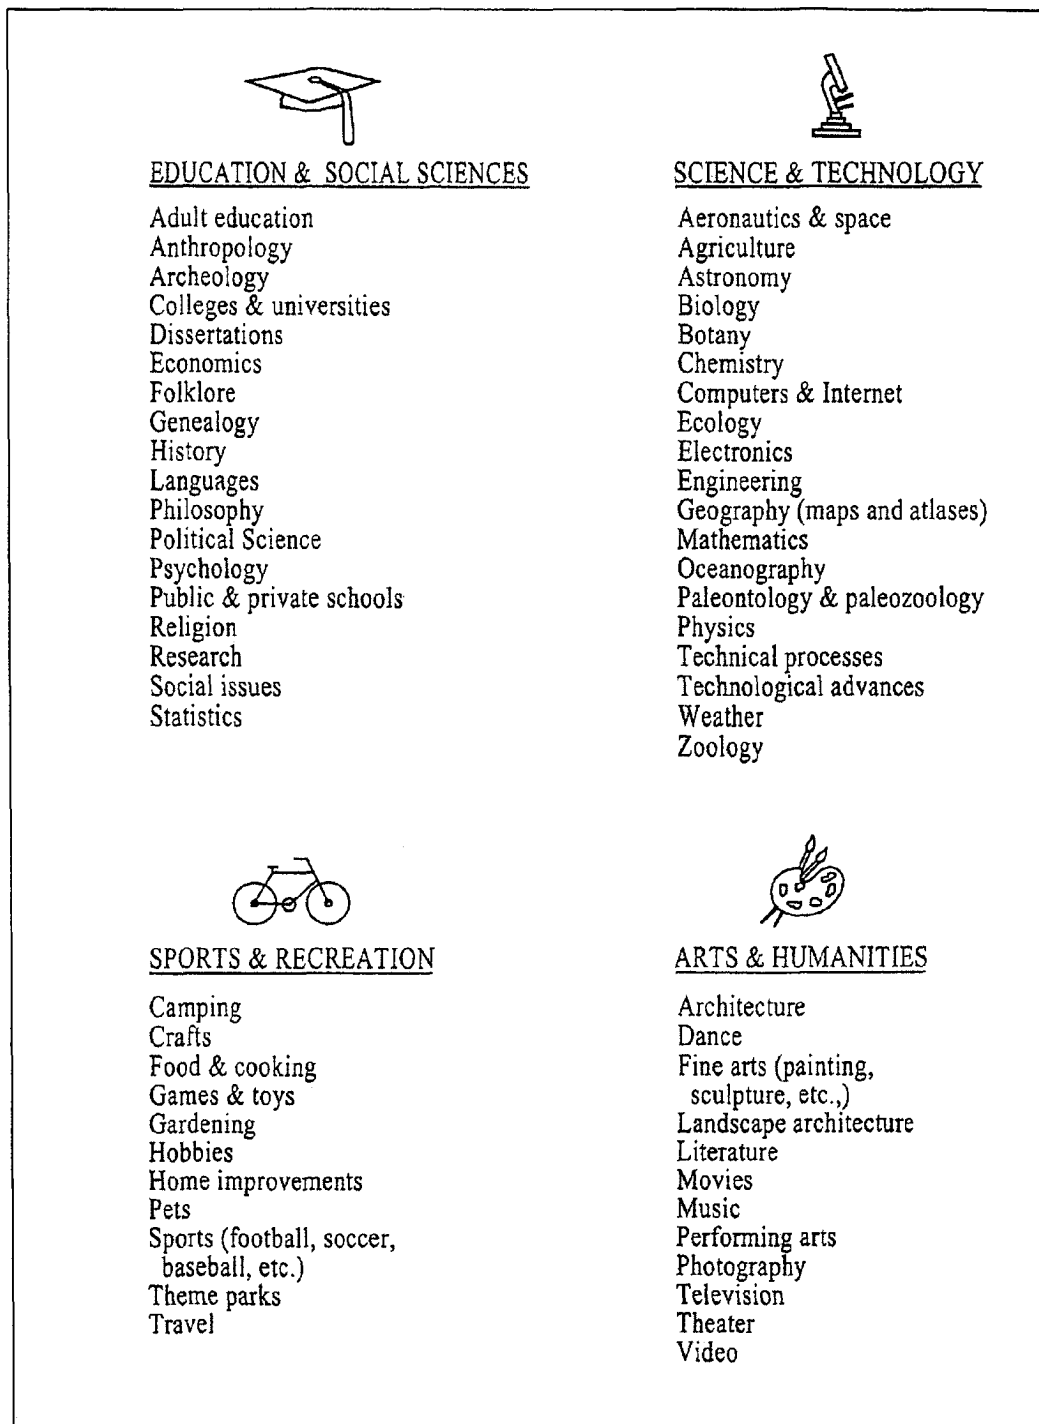 EDUCATION & SOCIAL SCIENCES
Adult education
Anthropology
Archeology
Colleges & universities
Dissertations
Economics
Folklore
Genealogy
History
Languages
Philosophy
Political Science
Psychology
Public & private schools
Religion
Research
Social issues
Statistics
SCIENCE & TECHNOLOGY
Aeronautics & space
Agriculture
Astronomy
Biology
Botany
Chemistry
Computers & Internet
Ecology
Electronics
Engineering
Geography (maps and atlases)
Mathematics
Oceanography
Paleontology & paleozoology
Physics
Technical processes
Technological advances
Weather
Zoology
SPORTS & RECREATION
Camping
Crafts
Food & cooking
Games & toys
Gardening
Hobbies
Home improvements
Pets
Sports (football, soccer,
baseball, etc.)
Theme parks
Travel
ARTS & HUMANITIES
Architecture
Dance
Fine arts (painting,
sculpture, etc.,)
Landscape architecture
Literature
Movies
Music
Performing arts
Photography
Television
Theater
Video